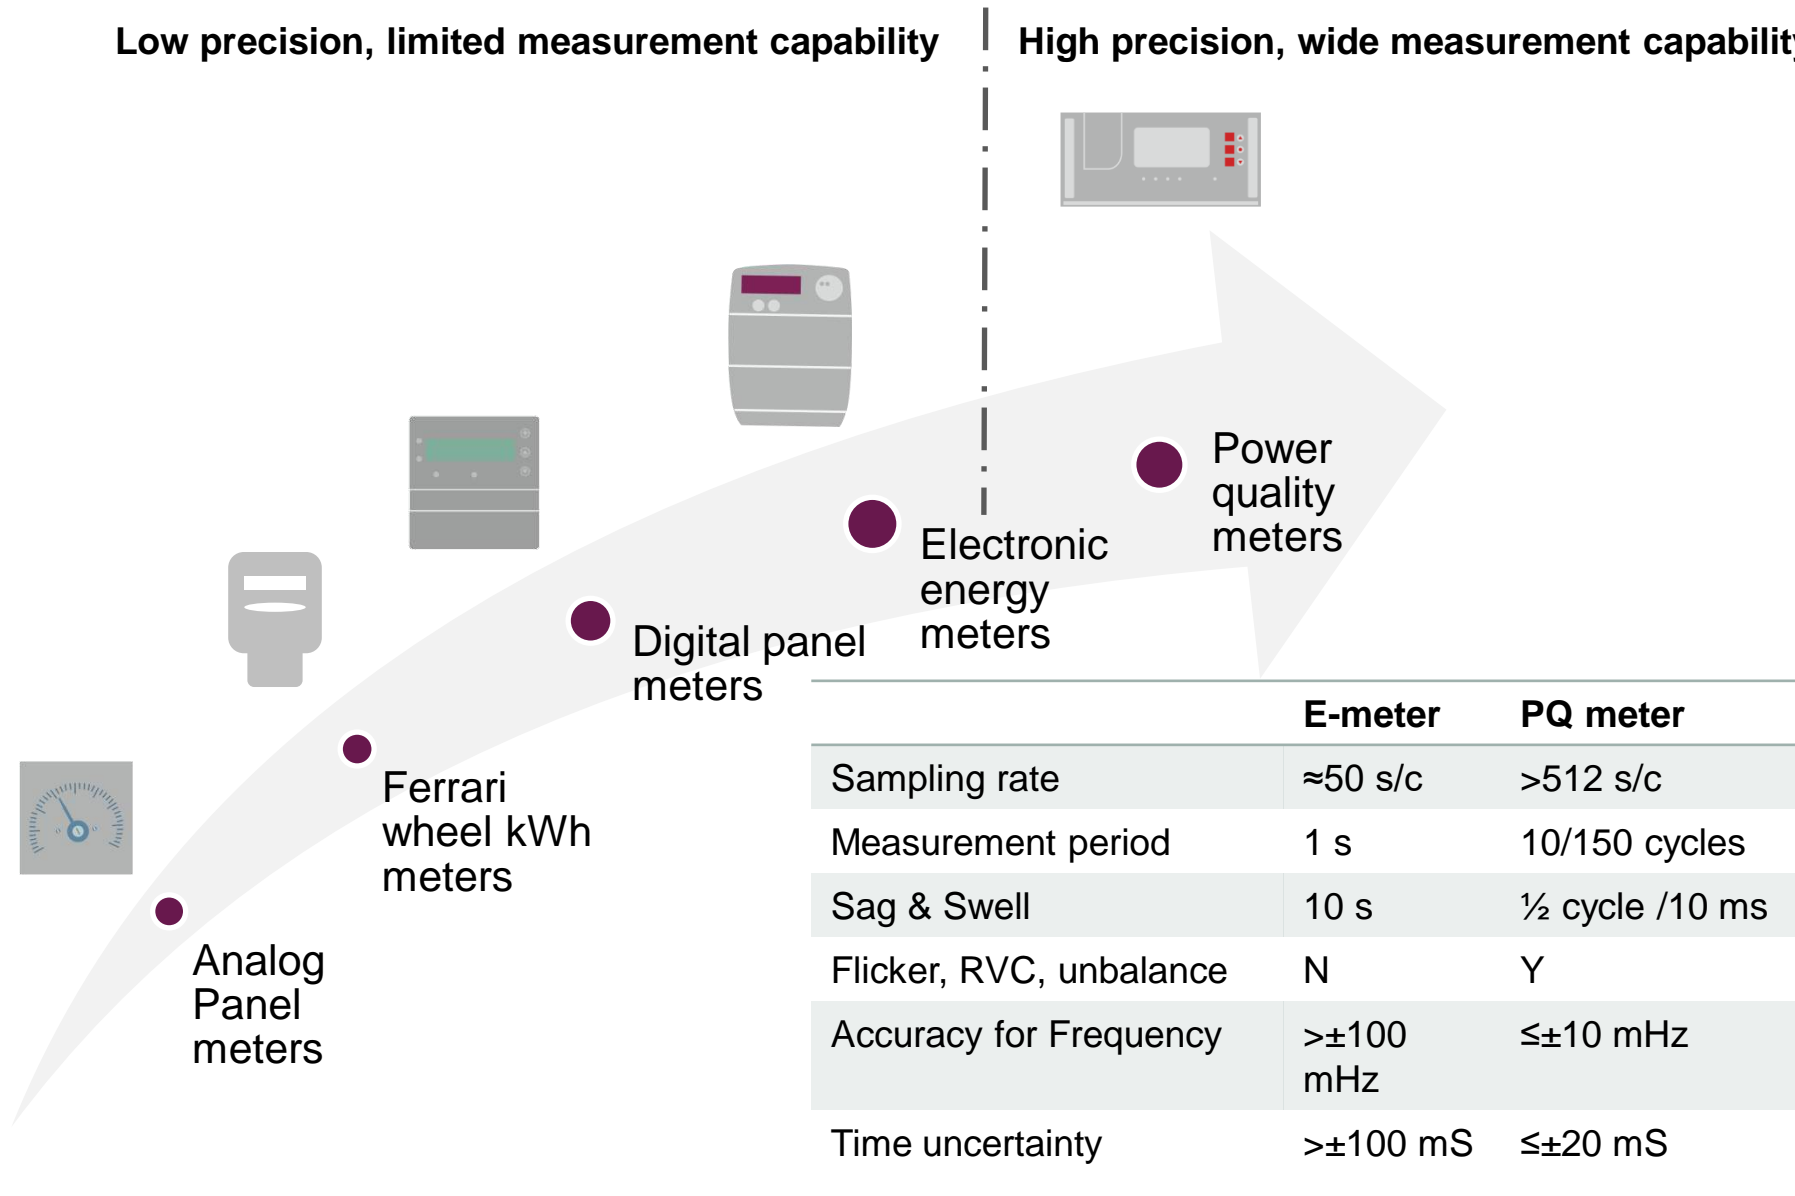 Low precision, limited measurement capability
High precision, wide measurement capability
Power
quality
meters
Electronic
energy
meters
Digital panel
meters
Ferrari
wheel kWh
meters
Analog
Panel
meters
E-meter PQ meter
Sampling rate ≈50 s/c >512 s/c
Measurement period 1 s 10/150 cycles
Sag & Swell 10 s ½ cycle /10 ms
Flicker, RVC, unbalance N Y
Accuracy for Frequency >±100 ≤±10 mHz
mHz
Time uncertainty >±100 mS ≤±20 mS